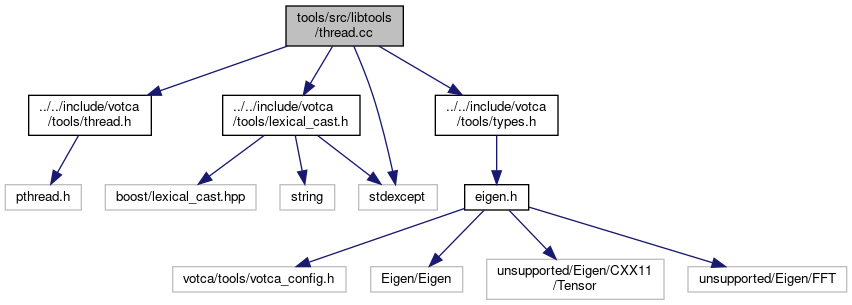 tools/src/libtools
/thread.cc
../../include/votca
/tools/thread.h
../../include/votca
/tools/lexical_cast.h
../../include/votca
/tools/types.h
pthread.h
boost/lexical_cast.hpp
string
stdexcept
eigen.h
votca/tools/votca_config.h
Eigen/Eigen
unsupported/Eigen/CXX11
/Tensor
unsupported/Eigen/FFT